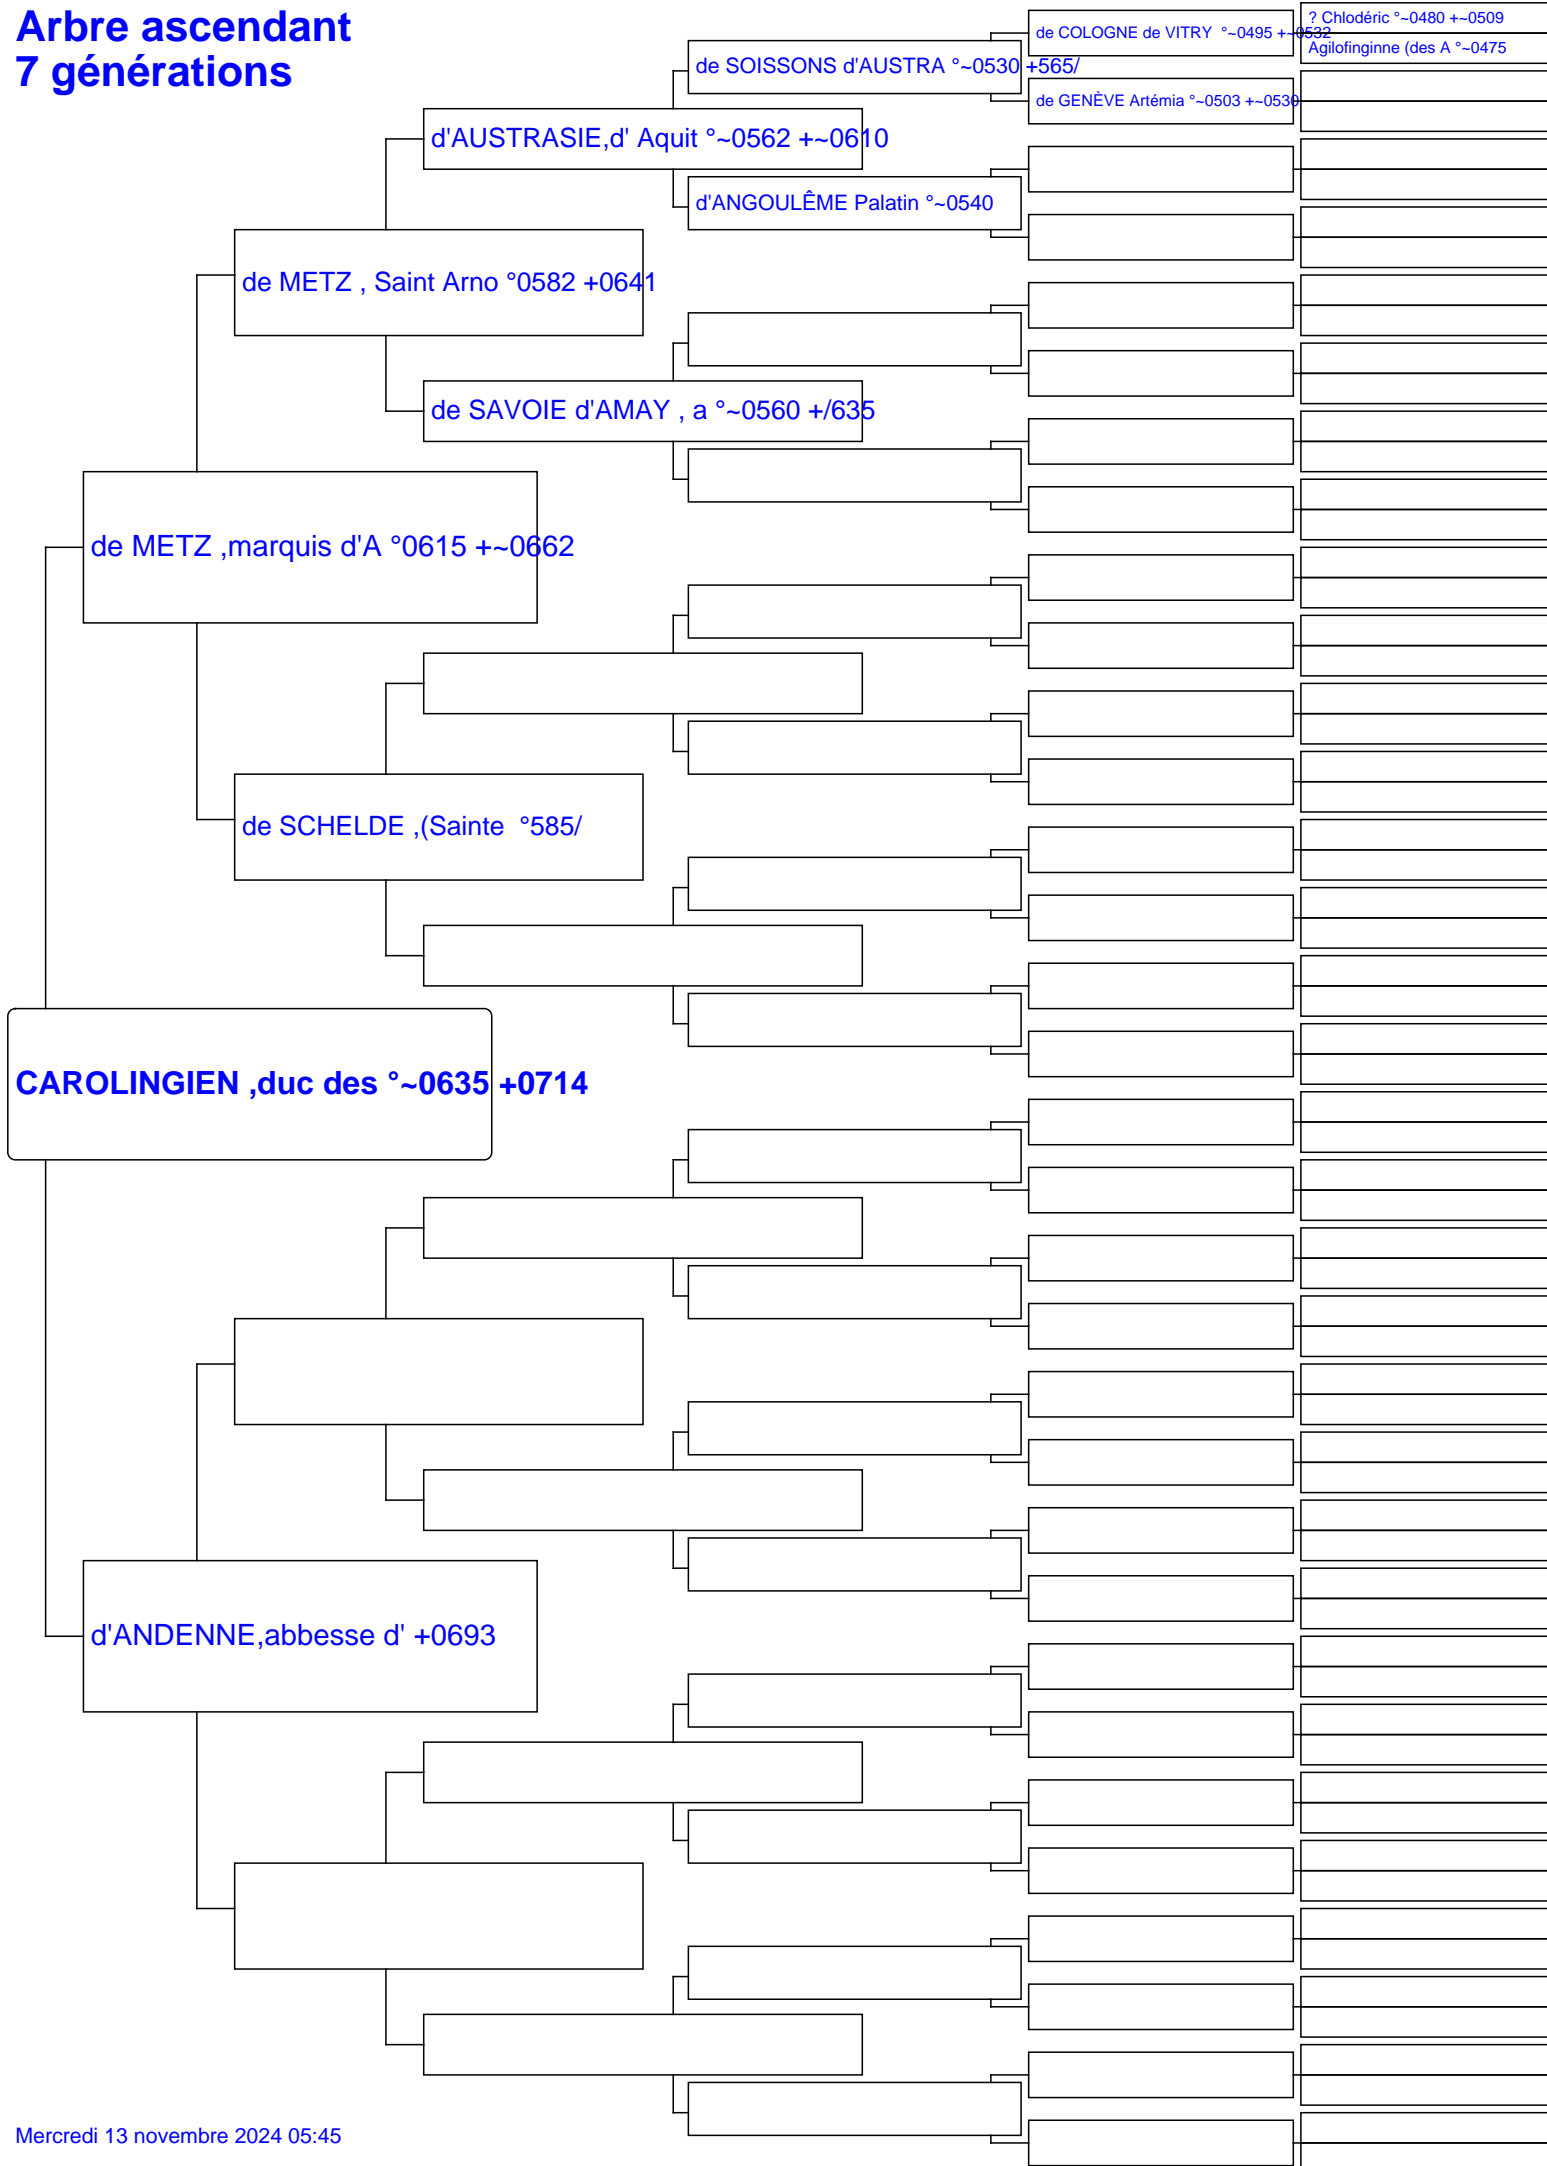 Arbre ascendant
7 générations
de COLOGNE de VITRY °~0495 +~0532
? Chlodéric °~0480 +~0509
Agilofinginne (des A °~0475
de SOISSONS d'AUSTRA °~0530 +565/
de GENÈVE Artémia °~0503 +~0530
d'AUSTRASIE,d' Aquit °~0562 +~0610
d'ANGOULÊME Palatin °~0540
de METZ , Saint Arno °0582 +0641
de SAVOIE d'AMAY , a °~0560 +/635
de METZ ,marquis d'A °0615 +~0662
de SCHELDE ,(Sainte °585/
CAROLINGIEN ,duc des °~0635 +0714
d'ANDENNE,abbesse d' +0693
Mercredi 13 novembre 2024 05:45